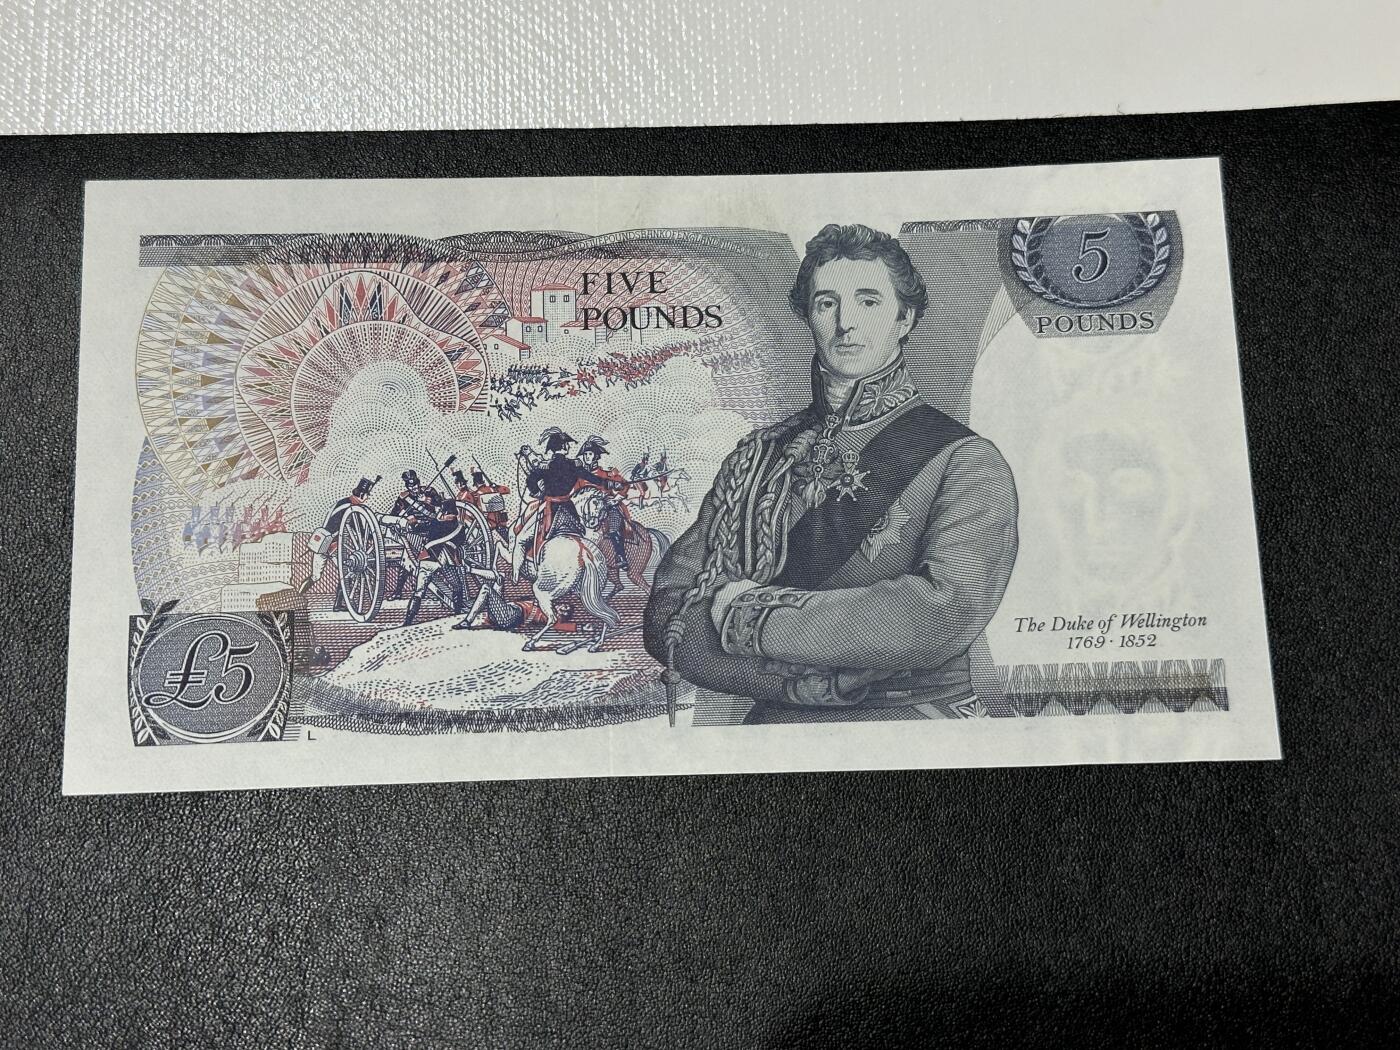 FIVE
POUNDS
5
POUNDS
The Duke of Wellington
1769 · 1852
£5
L